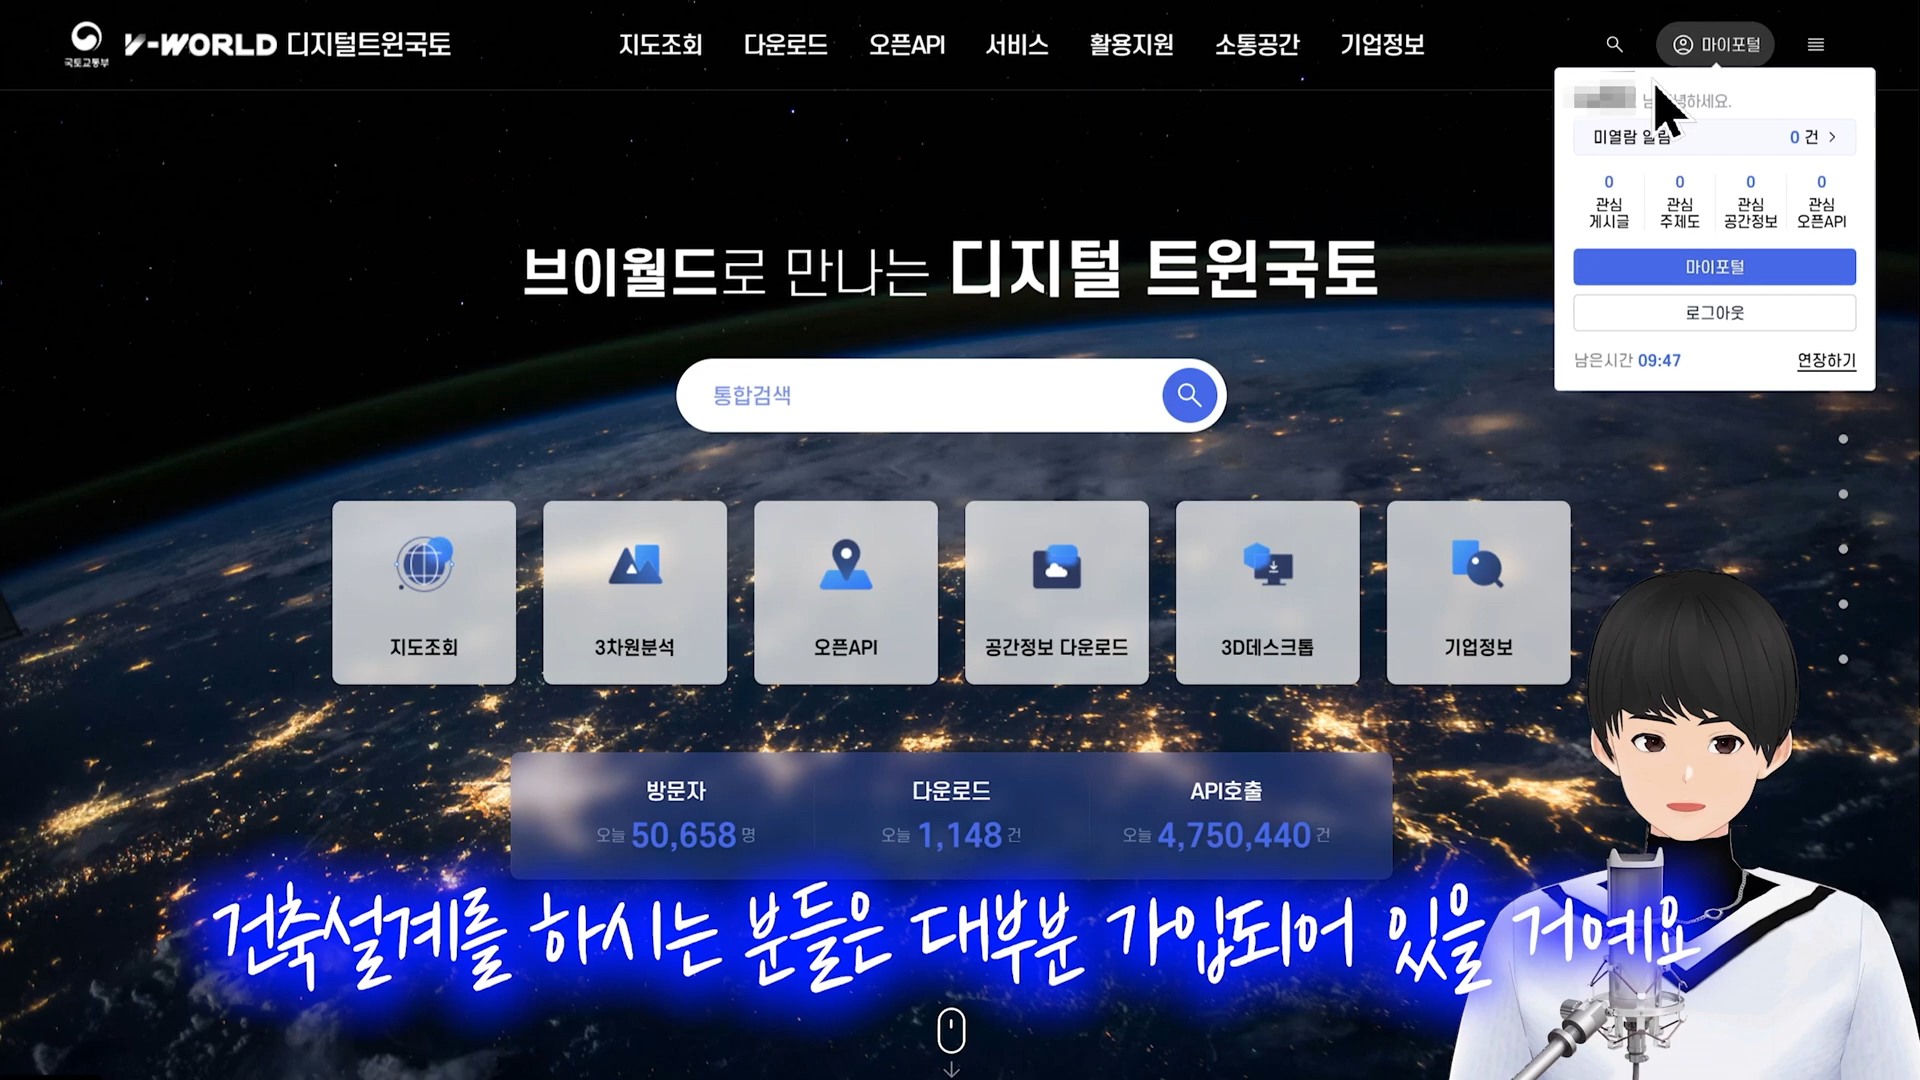 국토교통부
V-WORLD 디지털트윈국토
지도조회 다운로드 오픈API 서비스 활용지원 소통공간 기업정보
마이포털
하세요.
미열람 알림 0 건
0 0 0 0
관심 관심 관심 관심
게시글 주제도 공간정보 오픈API
마이포털
로그아웃
남은시간 09:47 연장하기
브이월드로 만나는 디지털 트윈국토
통합검색
지도조회 3차원분석 오픈API 공간정보 다운로드 3D데스크톱 기업정보
방문자 다운로드 API호출
오늘 50,658 명 오늘 1,148 건 오늘 4,750,440 건
건축설계를 하시는 분들은 대부분 가입되어 있을 거예요